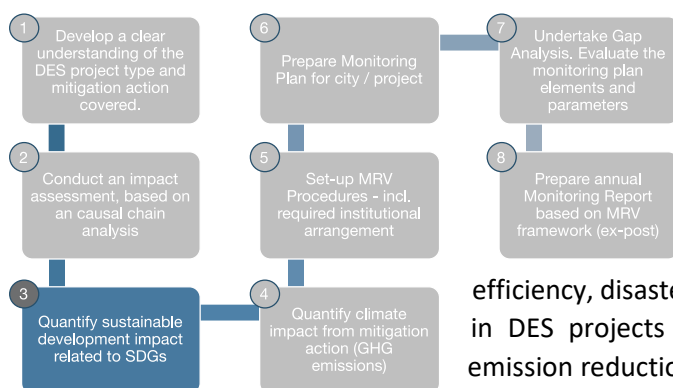 1
Develop a clear
understanding of the
DES project type and
mitigation action
covered.
2
Conduct an impact
assessment, based on
an causal chain
analysis
3
Quantify sustainable
development impact
related to SDGs
4
Quantify climate
impact from mitigation
action (GHG
emissions)
5
Set-up MRV
Procedures - incl.
required institutional
arrangement
6
Prepare Monitoring
Plan for city / project
7
Undertake Gap
Analysis. Evaluate the
monitoring plan
elements and
parameters
8
Prepare annual
Monitoring Report
based on MRV
framework (ex-post)
efficiency,
in DES projects
emission